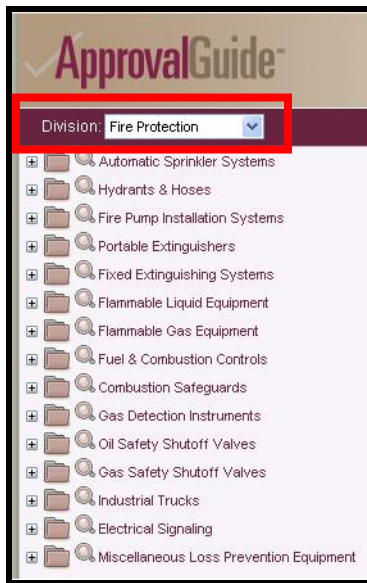 ApprovalGuide
Division: Fire Protection
Automatic Sprinkler Systems
Hydrants & Hoses
Fire Pump Installation Systems
Portable Extinguishers
Fixed Extinguishing Systems
Flammable Liquid Equipment
Flammable Gas Equipment
Fuel & Combustion Controls
Combustion Safeguards
Gas Detection Instruments
Oil Safety Shutoff Valves
Gas Safety Shutoff Valves
Industrial Trucks
Electrical Signaling
Miscellaneous Loss Prevention Equipment